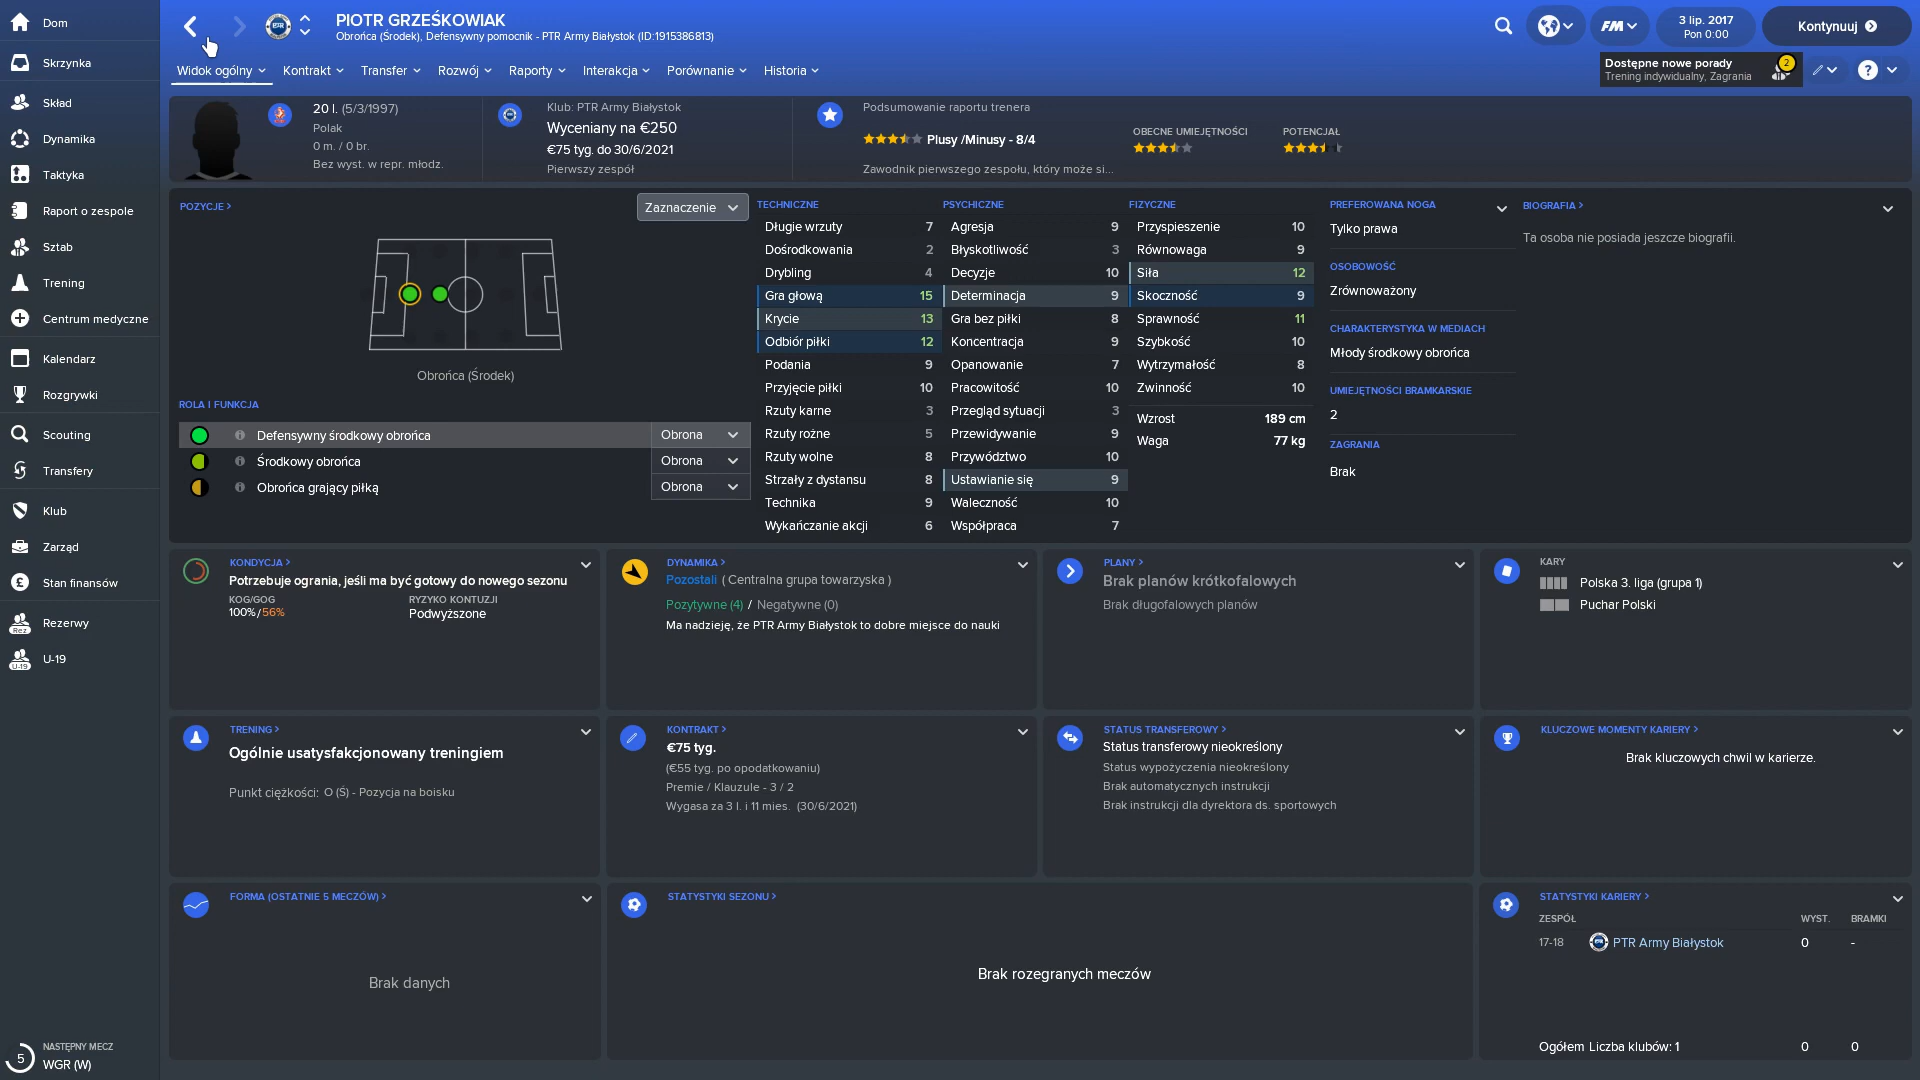 Dom
Skrzynka
Skład
Dynamika
Taktyka
Raport o zespole
Sztab
Trening
Centrum medyczne
Kalendarz
Rozgrywki
Scouting
Transfery
Klub
Zarząd
Stan finansów
Rez
Rezerwy
U-19
U-19
5
NASTĘPNY MECZ
WGR (W)
PIOTR GRZEŚKOWIAK
Obrońca (Środek), Defensywny pomocnik - PTR Army Białystok (ID:1915386813)
FM
3 lip. 2017
Pon 0:00
Kontynuuj
Widok ogólny Kontrakt Transfer Rozwój Raporty Interakcja Porównanie Historia
Dostępne nowe porady
Trening indywidualny, Zagrania
2
?
20 l. (5/3/1997)
Polak
0 m. / 0 br.
Bez wyst. w repr. młodz.
Klub: PTR Army Białystok
Wyceniany na €250
€75 tyg. do 30/6/2021
Pierwszy zespół
Podsumowanie raportu trenera
Plusy /Minusy - 8/4
Zawodnik pierwszego zespołu, który może si...
OBECNE UMIEJĘTNOŚCI
POTENCJAŁ
POZYCJE >
Zaznaczenie
Obrońca (Środek)
ROLA I FUNKCJA
Defensywny środkowy obrońca Obrona
Środkowy obrońca Obrona
Obrońca grający piłką Obrona
TECHNICZNE
Długie wrzuty 7
Dośrodkowania 2
Drybling 4
Gra głową 15
Krycie 13
Odbiór piłki 12
Podania 9
Przyjęcie piłki 10
Rzuty karne 3
Rzuty rożne 5
Rzuty wolne 8
Strzały z dystansu 8
Technika 9
Wykańczanie akcji 6
PSYCHICZNE
Agresja 9
Błyskotliwość 3
Decyzje 10
Determinacja 9
Gra bez piłki 8
Koncentracja 9
Opanowanie 7
Pracowitość 10
Przegląd sytuacji 3
Przewidywanie 9
Przywództwo 10
Ustawianie się 9
Waleczność 10
Współpraca 7
FIZYCZNE
Przyspieszenie 10
Równowaga 9
Siła 12
Skoczność 9
Sprawność 11
Szybkość 10
Wytrzymałość 8
Zwinność 10
Wzrost 189 cm
Waga 77 kg
PREFEROWANA NOGA
Tylko prawa
OSOBOWOŚĆ
Zrównoważony
CHARAKTERYSTYKA W MEDIACH
Młody środkowy obrońca
UMIEJĘTNOŚCI BRAMKARSKIE
2
ZAGRANIA
Brak
BIOGRAFIA >
Ta osoba nie posiada jeszcze biografii.
KONDYCJA >
Potrzebuje ogrania, jeśli ma być gotowy do nowego sezonu
KOG/GOG
100%/56%
RYZYKO KONTUZJI
Podwyższone
DYNAMIKA >
Pozostali ( Centralna grupa towarzyska )
Pozytywne (4) / Negatywne (0)
Ma nadzieję, że PTR Army Białystok to dobre miejsce do nauki
PLANY >
Brak planów krótkofalowych
Brak długofalowych planów
KARY
Polska 3. liga (grupa 1)
Puchar Polski
TRENING >
Ogólnie usatysfakcjonowany treningiem
Punkt ciężkości: O (Ś) - Pozycja na boisku
KONTRAKT >
€75 tyg.
(€55 tyg. po opodatkowaniu)
Premie / Klauzule - 3 / 2
Wygasa za 3 l. i 11 mies. (30/6/2021)
STATUS TRANSFEROWY >
Status transferowy nieokreślony
Status wypożyczenia nieokreślony
Brak automatycznych instrukcji
Brak instrukcji dla dyrektora ds. sportowych
KLUCZOWE MOMENTY KARIERY >
Brak kluczowych chwil w karierze.
FORMA (OSTATNIE 5 MECZÓW) >
Brak danych
STATYSTYKI SEZONU >
Brak rozegranych meczów
STATYSTYKI KARIERY >
ZESPÓŁ WYST. BRAMKI
17-18 PTR Army Białystok 0 -
Ogółem Liczba klubów: 1 0 0